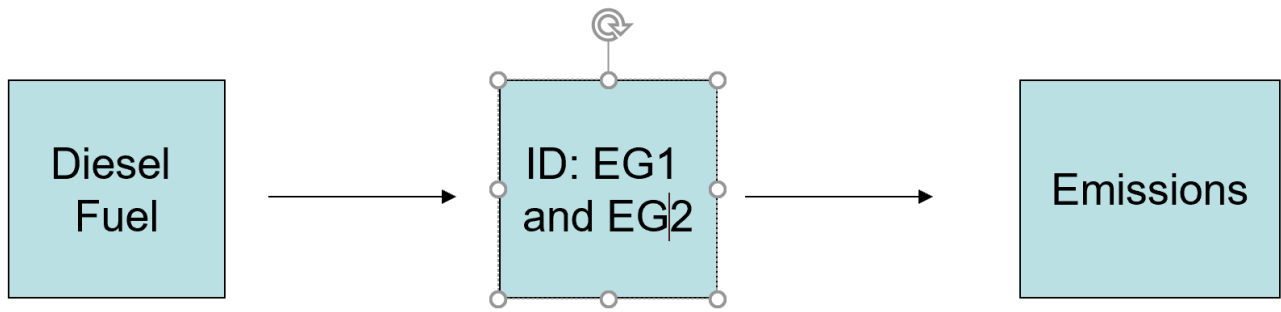 Diesel
Fuel
ID: EG1
and EG2
Emissions